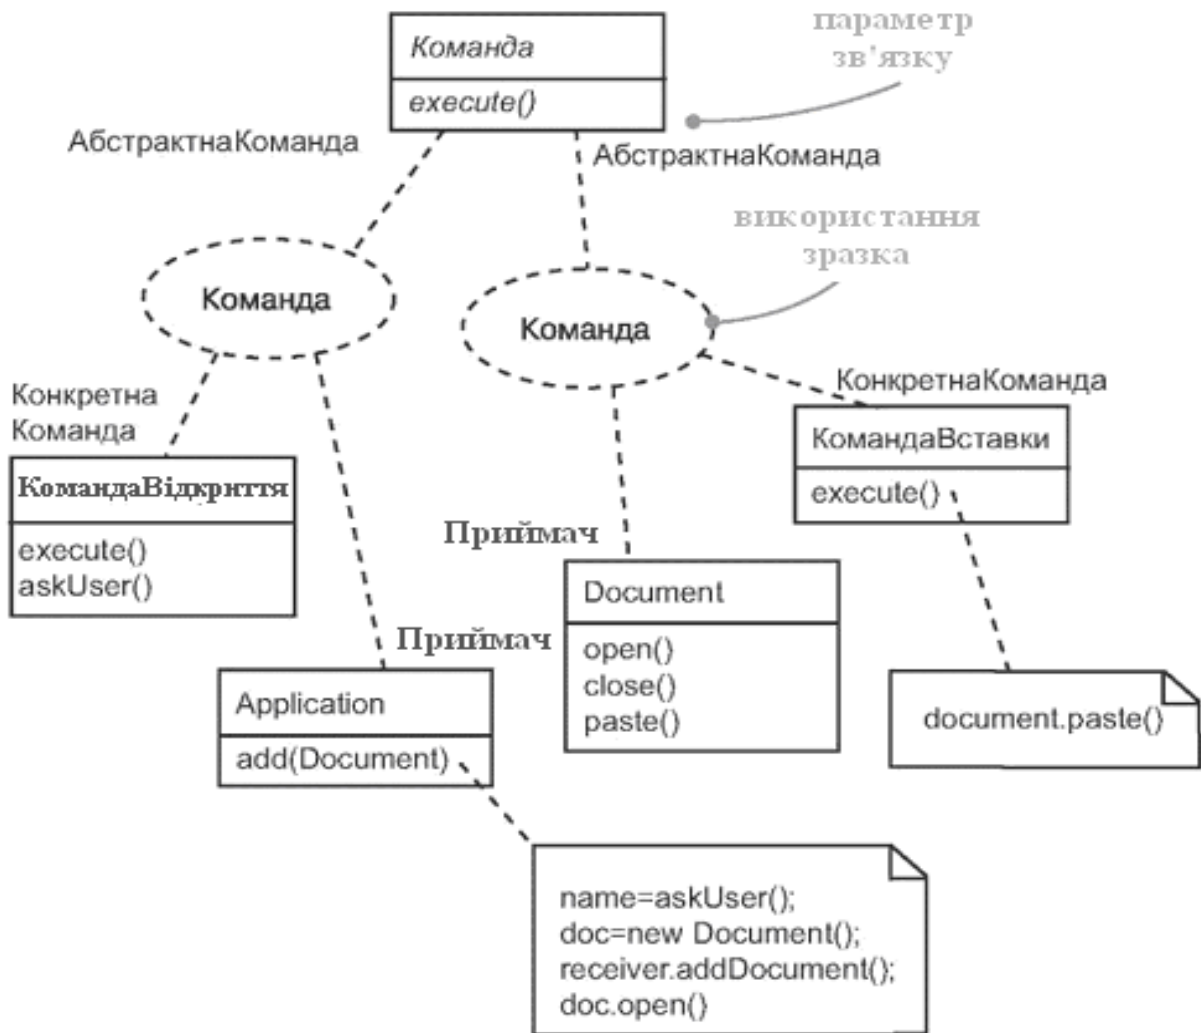 параметр
зв'язку
Команда
execute()
АбстрактнаКоманда
АбстрактнаКоманда
використання
зразка
Команда
Команда
Конкретна
Команда
КонкретнаКоманда
КомандаВідкриття
execute()
askUser()
КомандаВставки
execute()
Приймач
Document
open()
close()
paste()
Приймач
Application
add(Document)
document.paste()
name=askUser();
doc=new Document();
receiver.addDocument();
doc.open()